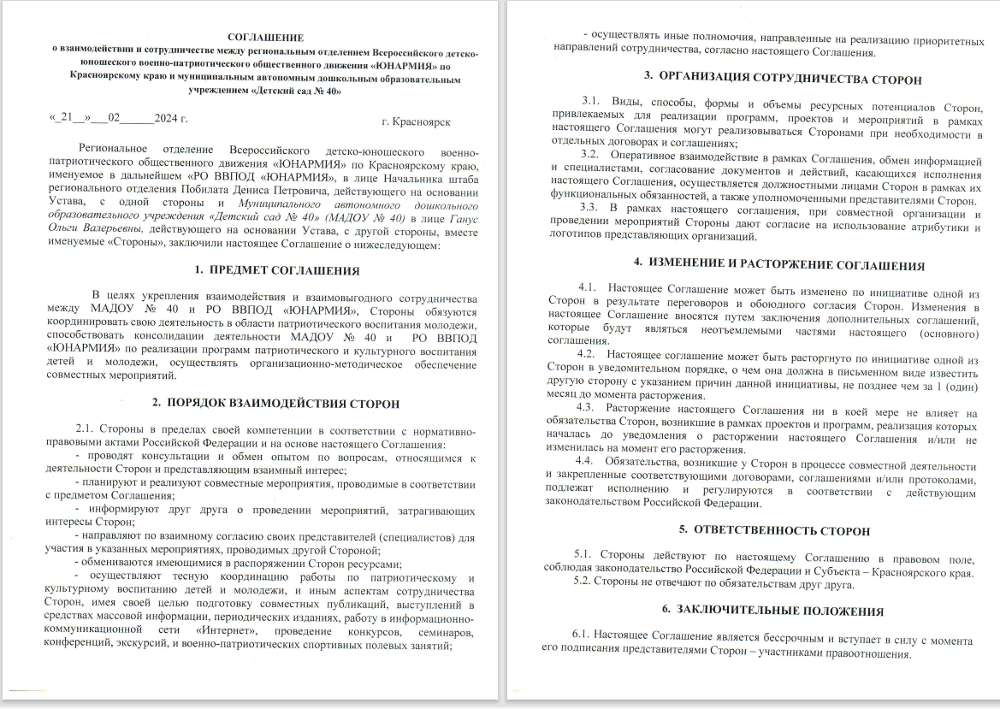 СОГЛАШЕНИЕ
о взаимодействии и сотрудничестве между региональным отделением Всероссийского детско-
юношеского военно-патриотического общественного движения «ЮНАРМИЯ» по
Красноярскому краю и муниципальным автономным дошкольным образовательным
учреждением «Детский сад № 40»
«_21__»___02______2024 г.
г. Красноярск
Региональное отделение Всероссийского детско-юношеского военно-
патриотического общественного движения «ЮНАРМИЯ» по Красноярскому краю,
именуемое в дальнейшем «РО ВВПОД «ЮНАРМИЯ», в лице Начальника штаба
регионального отделения Побилата Дениса Петровича, действующего на основании
Устава, с одной стороны и Муниципального автономного дошкольного
образовательного учреждения «Детский сад № 40» (МАДОУ № 40) в лице Ганус
Ольги Валерьевны, действующего на основании Устава, с другой стороны, вместе
именуемые «Стороны», заключили настоящее Соглашение о нижеследующем:
1. ПРЕДМЕТ СОГЛАШЕНИЯ
В целях укрепления взаимодействия и взаимовыгодного сотрудничества
между МАДОУ № 40 и РО ВВПОД «ЮНАРМИЯ», Стороны обязуются
координировать свою деятельность в области патриотического воспитания молодежи,
способствовать консолидации деятельности МАДОУ № 40 и РО ВВПОД
«ЮНАРМИЯ» по реализации программ патриотического и культурного воспитания
детей и молодежи, осуществлять организационно-методическое обеспечение
совместных мероприятий.
2. ПОРЯДОК ВЗАИМОДЕЙСТВИЯ СТОРОН
2.1. Стороны в пределах своей компетенции в соответствии с нормативно-
правовыми актами Российской Федерации и на основе настоящего Соглашения:
- проводят консультации и обмен опытом по вопросам, относящимся к
деятельности Сторон и представляющим взаимный интерес;
- планируют и реализуют совместные мероприятия, проводимые в соответствии
с предметом Соглашения;
- информируют друг друга о проведении мероприятий, затрагивающих
интересы Сторон;
- направляют по взаимному согласию своих представителей (специалистов) для
участия в указанных мероприятиях, проводимых другой Стороной;
- обмениваются имеющимися в распоряжении Сторон ресурсами;
- осуществляют тесную координацию работы по патриотическому и
культурному воспитанию детей и молодежи, и иным аспектам сотрудничества
Сторон, имея своей целью подготовку совместных публикаций, выступлений в
средствах массовой информации, периодических изданиях, работу в информационно-
коммуникационной сети «Интернет», проведение конкурсов, семинаров,
конференций, экскурсий, и военно-патриотических спортивных полевых занятий;
- осуществлять иные полномочия, направленные на реализацию приоритетных
направлений сотрудничества, согласно настоящего Соглашения.
3. ОРГАНИЗАЦИЯ СОТРУДНИЧЕСТВА СТОРОН
3.1. Виды, способы, формы и объемы ресурсных потенциалов Сторон,
привлекаемых для реализации программ, проектов и мероприятий в рамках
настоящего Соглашения могут реализовываться Сторонами при необходимости в
отдельных договорах и соглашениях;
3.2. Оперативное взаимодействие в рамках Соглашения, обмен информацией
и специалистами, согласование документов и действий, касающихся исполнения
настоящего Соглашения, осуществляется должностными лицами Сторон в рамках их
функциональных обязанностей, а также уполномоченными представителями Сторон.
3.3. В рамках настоящего соглашения, при совместной организации и
проведении мероприятий Стороны дают согласие на использование атрибутики и
логотипов представляющих организаций.
4. ИЗМЕНЕНИЕ И РАСТОРЖЕНИЕ СОГЛАШЕНИЯ
4.1. Настоящее Соглашение может быть изменено по инициативе одной из
Сторон в результате переговоров и обоюдного согласия Сторон. Изменения в
настоящее Соглашение вносятся путем заключения дополнительных соглашений,
которые будут являться неотъемлемыми частями настоящего (основного)
соглашения.
4.2. Настоящее соглашение может быть расторгнуто по инициативе одной из
Сторон в уведомительном порядке, о чем она должна в письменном виде известить
другую сторону с указанием причин данной инициативы, не позднее чем за 1 (один)
месяц до момента расторжения.
4.3. Расторжение настоящего Соглашения ни в коей мере не влияет на
обязательства Сторон, возникшие в рамках проектов и программ, реализация которых
началась до уведомления о расторжении настоящего Соглашения и/или не
изменилась на момент его расторжения.
4.4. Обязательства, возникшие у Сторон в процессе совместной деятельности
и закрепленные соответствующими договорами, соглашениями и/или протоколами,
подлежат исполнению и регулируются в соответствии с действующим
законодательством Российской Федерации.
5. ОТВЕТСТВЕННОСТЬ СТОРОН
5.1. Стороны действуют по настоящему Соглашению в правовом поле,
соблюдая законодательство Российской Федерации и Субъекта – Красноярского края.
5.2. Стороны не отвечают по обязательствам друг друга.
6. ЗАКЛЮЧИТЕЛЬНЫЕ ПОЛОЖЕНИЯ
6.1. Настоящее Соглашение является бессрочным и вступает в силу с момента
его подписания представителями Сторон – участниками правоотношения.